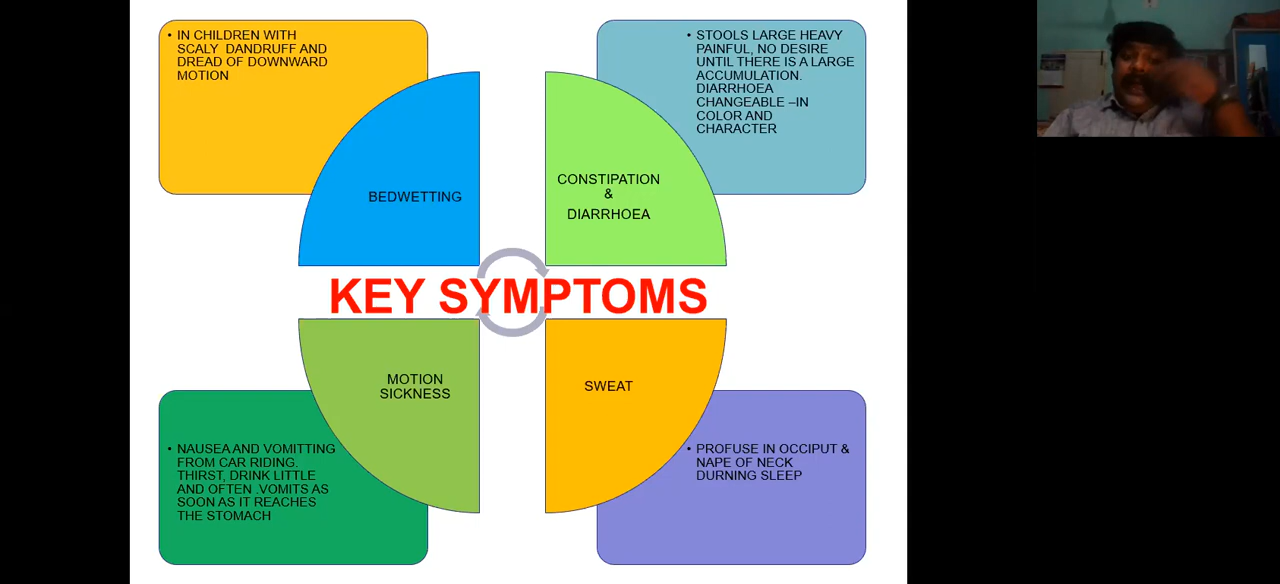 • IN CHILDREN WITH
SCALY DANDRUFF AND
DREAD OF DOWNWARD
MOTION
• STOOLS LARGE HEAVY
PAINFUL, NO DESIRE
UNTIL THERE IS A LARGE
ACCUMULATION.
DIARRHOEA
CHANGEABLE –IN
COLOR AND
CHARACTER
BEDWETTING
CONSTIPATION
&
DIARRHOEA
KEY SYMPTOMS
MOTION
SICKNESS
SWEAT
• NAUSEA AND VOMITTING
FROM CAR RIDING.
THIRST, DRINK LITTLE
AND OFTEN .VOMITS AS
SOON AS IT REACHES
THE STOMACH
• PROFUSE IN OCCIPUT &
NAPE OF NECK
DURNING SLEEP